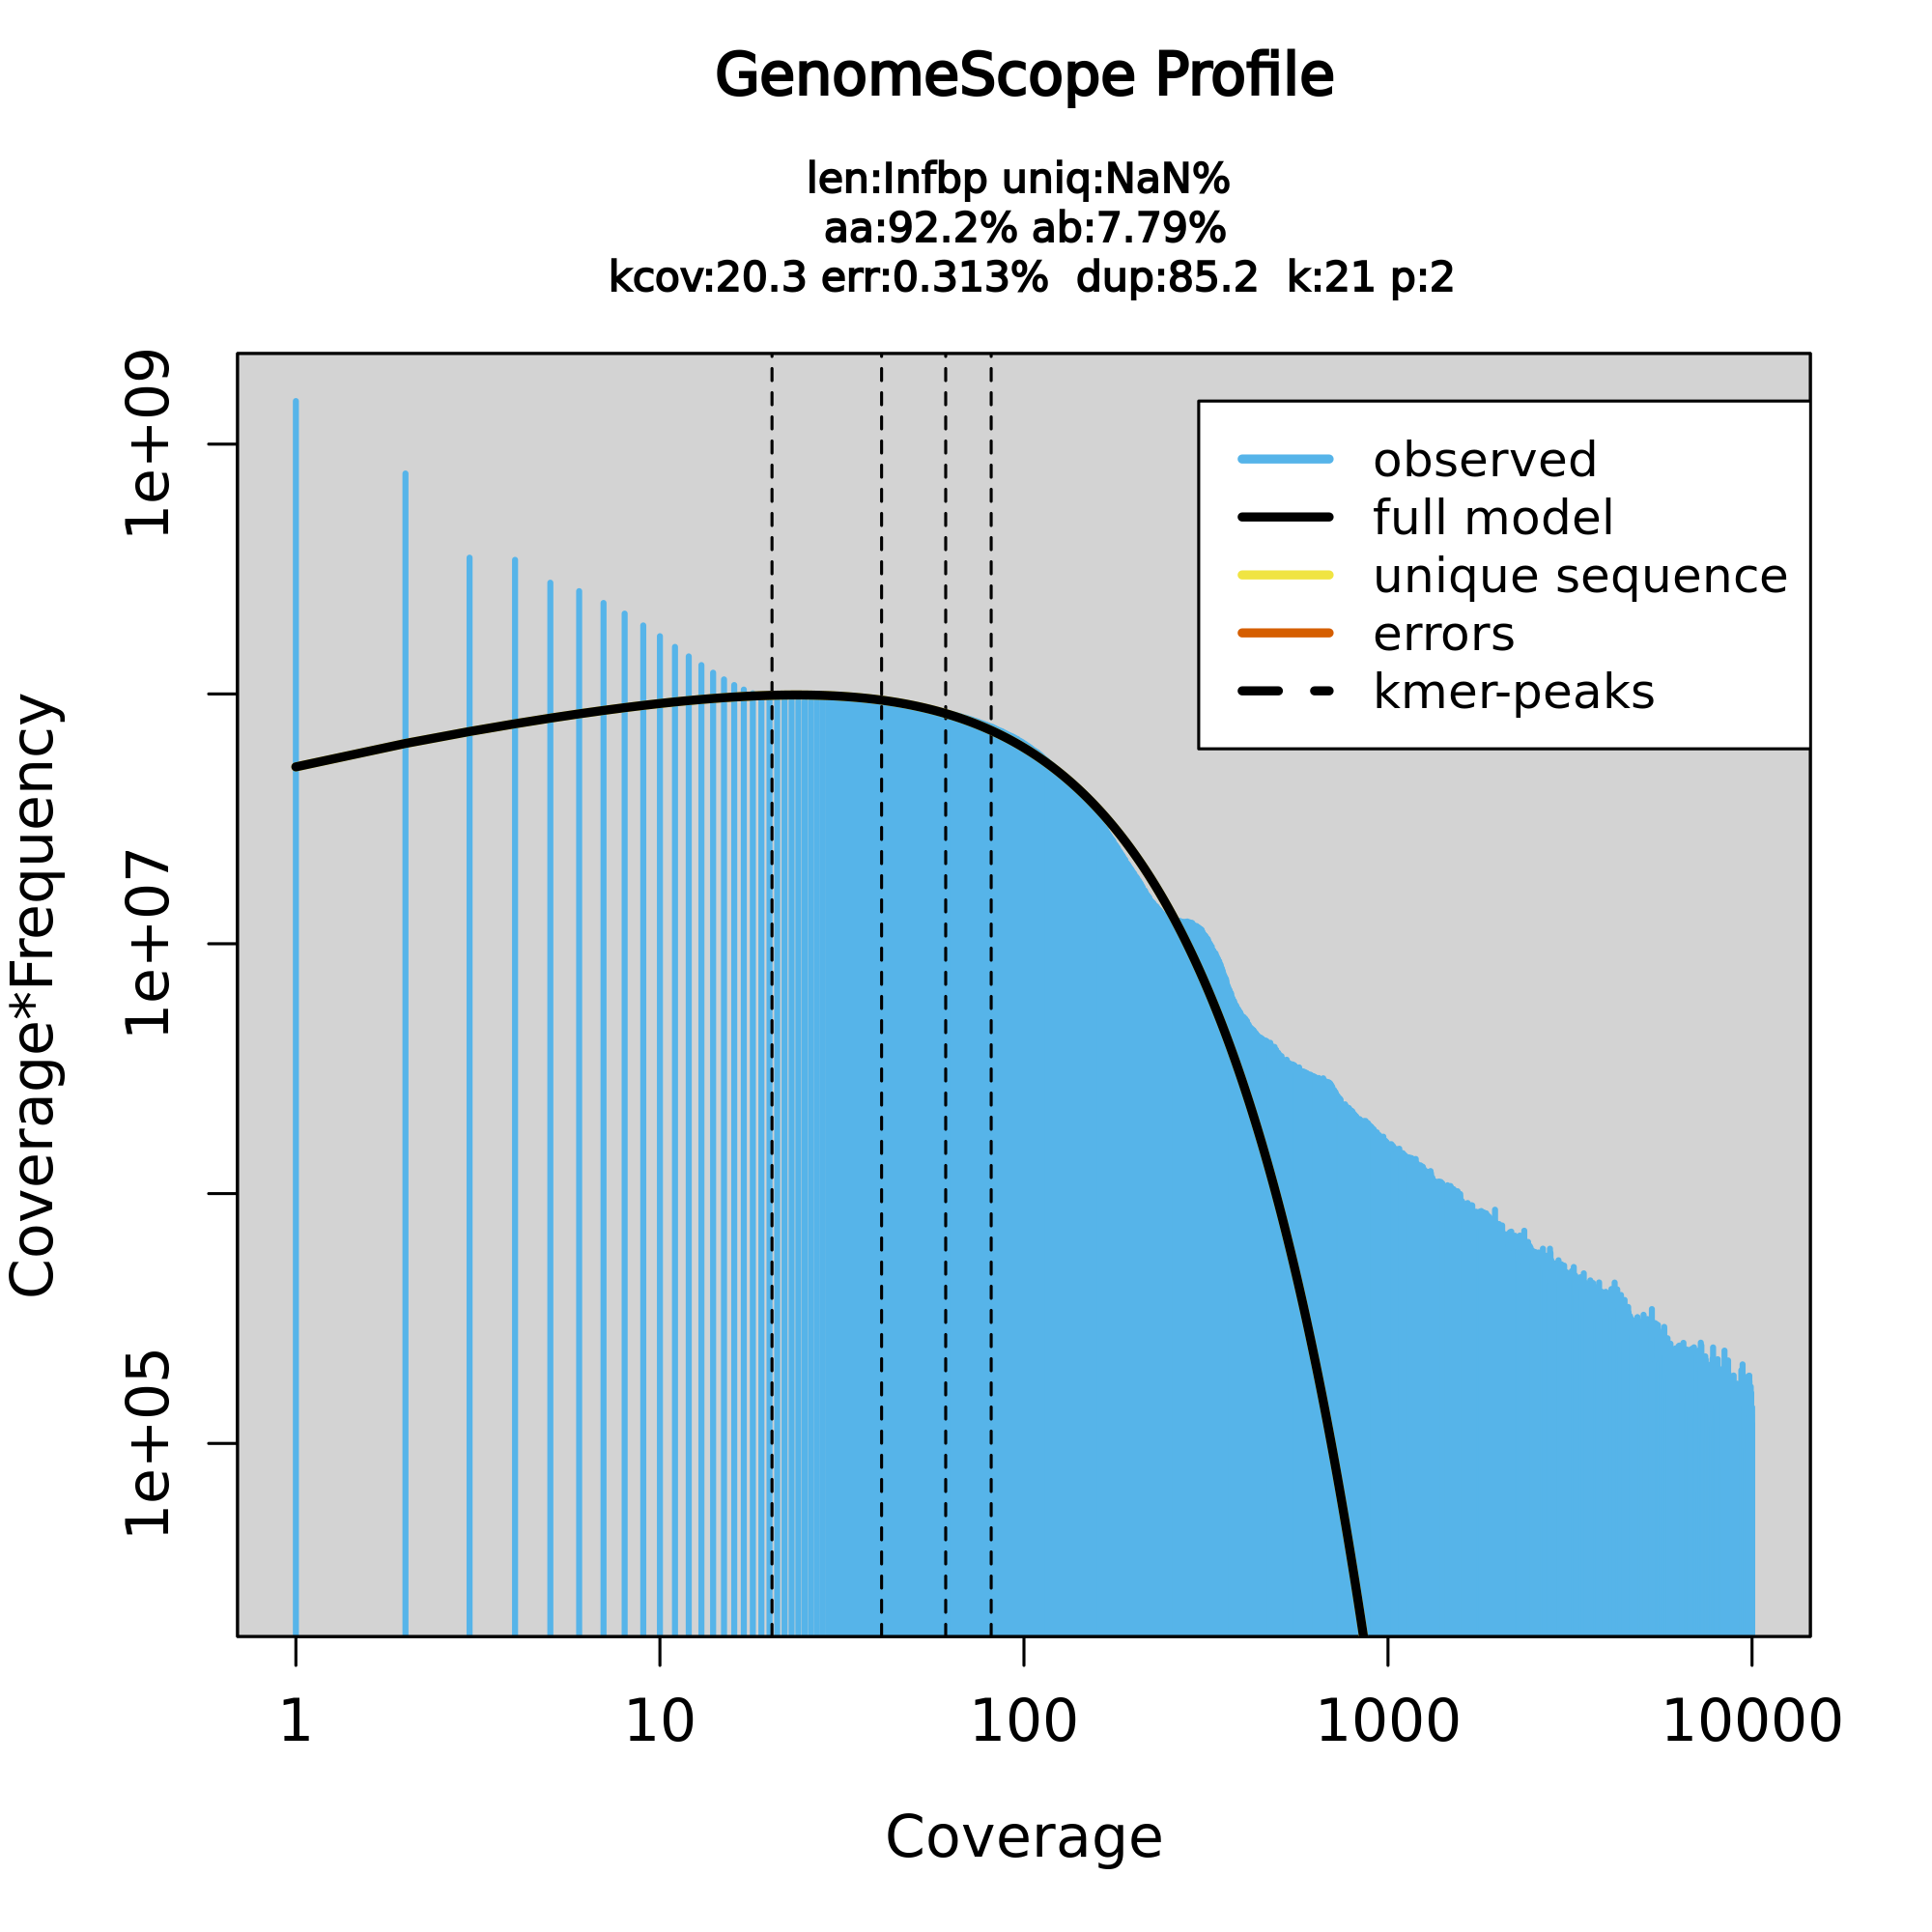 GenomeScope Profile
len:Infbp uniq:NaN%
aa:92.2% ab:7.79%
kcov:20.3 err:0.313% dup:85.2 k:21 p:2
1e+09
1e+07
1e+05
Coverage*Frequency
observed
full model
unique sequence
errors
kmer-peaks
1 10 100 1000 10000
Coverage